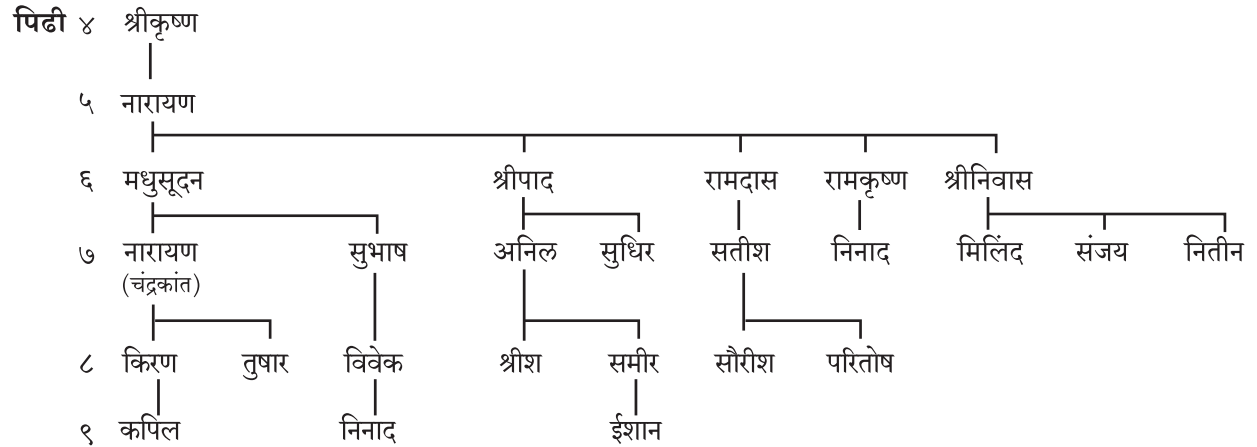 पिढी ४ श्रीकृष्ण
५ नारायण
६ मधुसूदन श्रीपाद रामदास रामकृष्ण श्रीनिवास
७ नारायण सुभाष अनिल सुधिर सतीश निनाद मिलिंद संजय नितीन
(चंद्रकांत)
८ किरण तुषार विवेक श्रीश समीर सौरीश परितोष
९ कपिल निनाद ईशान